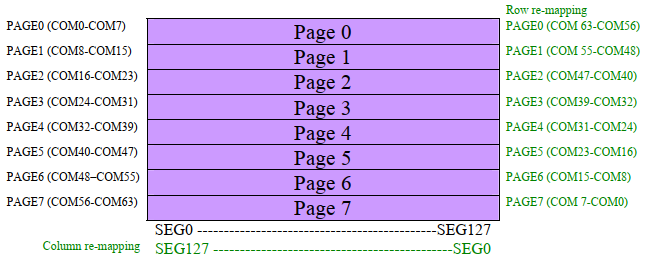 Row re-mapping
PAGE0 (COM0-COM7) Page 0 PAGE0 (COM 63-COM56)
PAGE1 (COM8-COM15) Page 1 PAGE1 (COM 55-COM48)
PAGE2 (COM16-COM23) Page 2 PAGE2 (COM47-COM40)
PAGE3 (COM24-COM31) Page 3 PAGE3 (COM39-COM32)
PAGE4 (COM32-COM39) Page 4 PAGE4 (COM31-COM24)
PAGE5 (COM40-COM47) Page 5 PAGE5 (COM23-COM16)
PAGE6 (COM48–COM55) Page 6 PAGE6 (COM15-COM8)
PAGE7 (COM56-COM63) Page 7 PAGE7 (COM 7-COM0)
SEG0 ----------------------------------------SEG127
Column re-mapping SEG127 ----------------------------------------SEG0